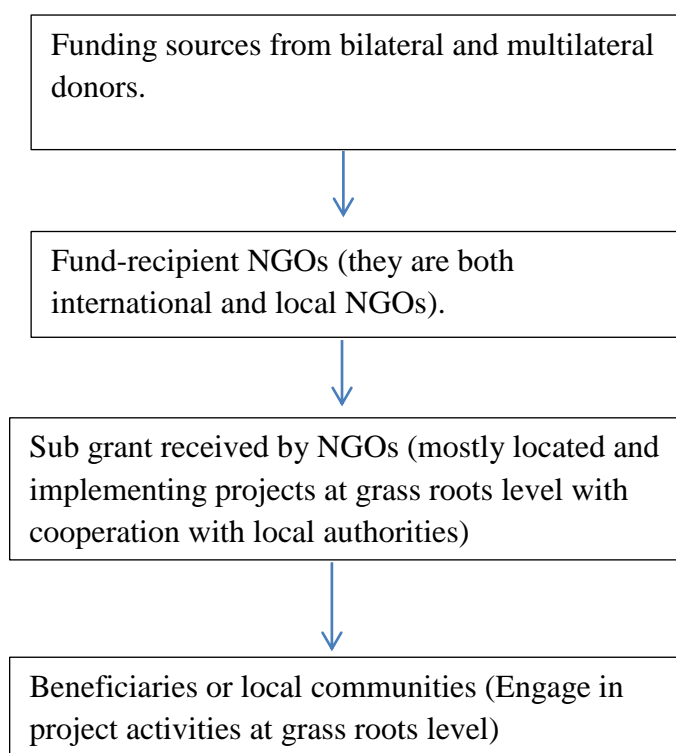 Funding sources from bilateral and multilateral
donors.
Fund-recipient NGOs (they are both
international and local NGOs).
Sub grant received by NGOs (mostly located and
implementing projects at grass roots level with
cooperation with local authorities)
Beneficiaries or local communities (Engage in
project activities at grass roots level)